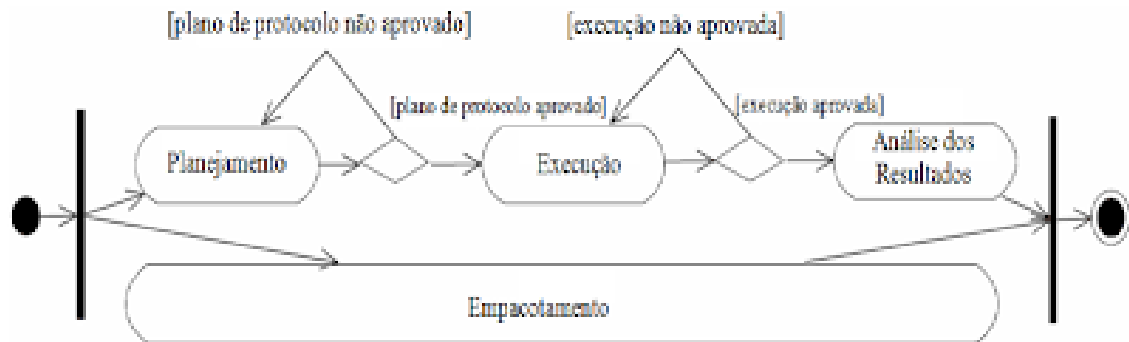 [plano de protocolo não aprovado]
[execução não aprovada]
[plano de protocolo aprovado]
[execução aprovada]
Planejamento
Execução
Análise dos
Resultados
Empacotamento